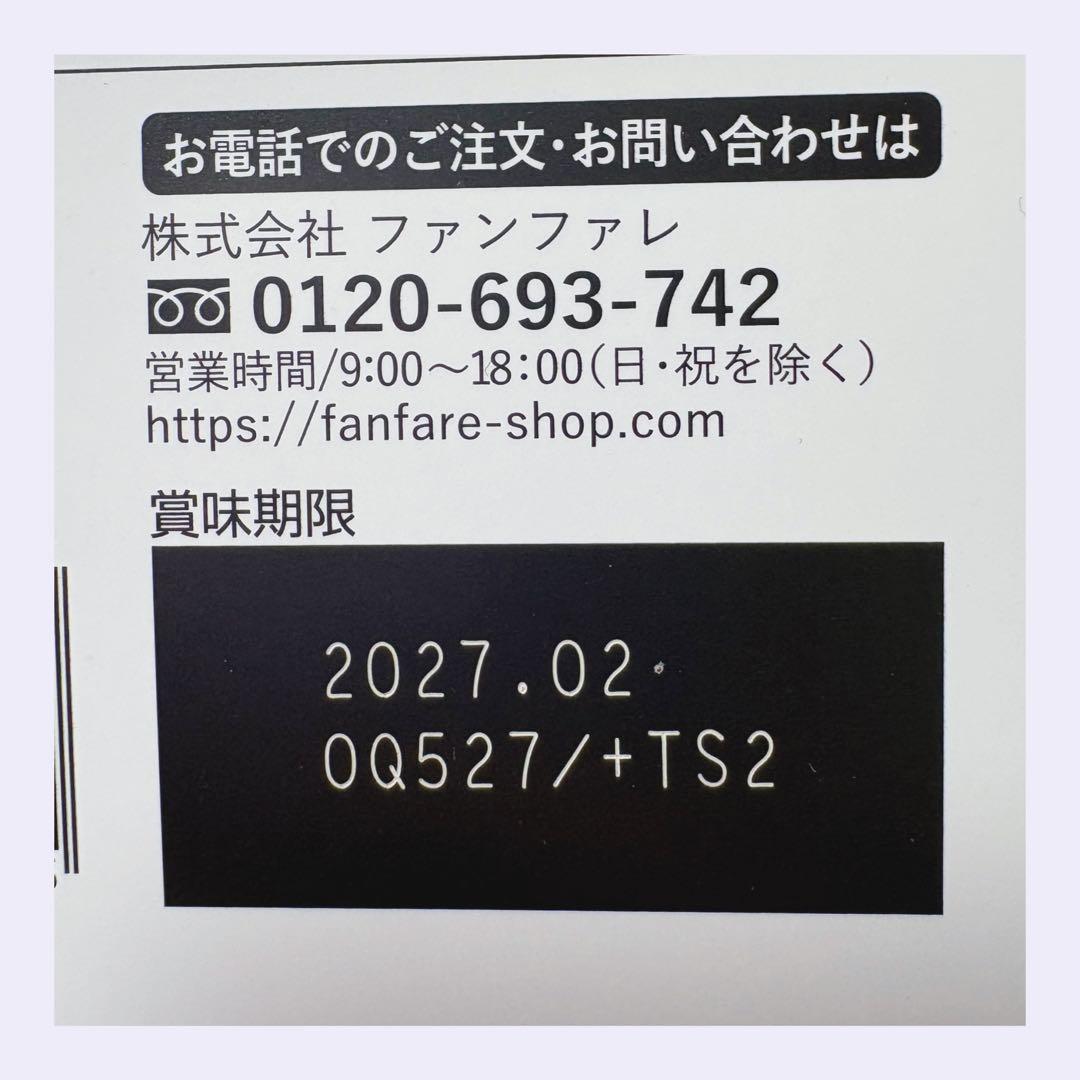 お電話でのご注文・お問い合わせは
株式会社 ファンファレ
0120-693-742
営業時間/9:00〜18:00(日・祝を除く)
https://fanfare-shop.com
賞味期限
2027.02
0Q527/+TS2